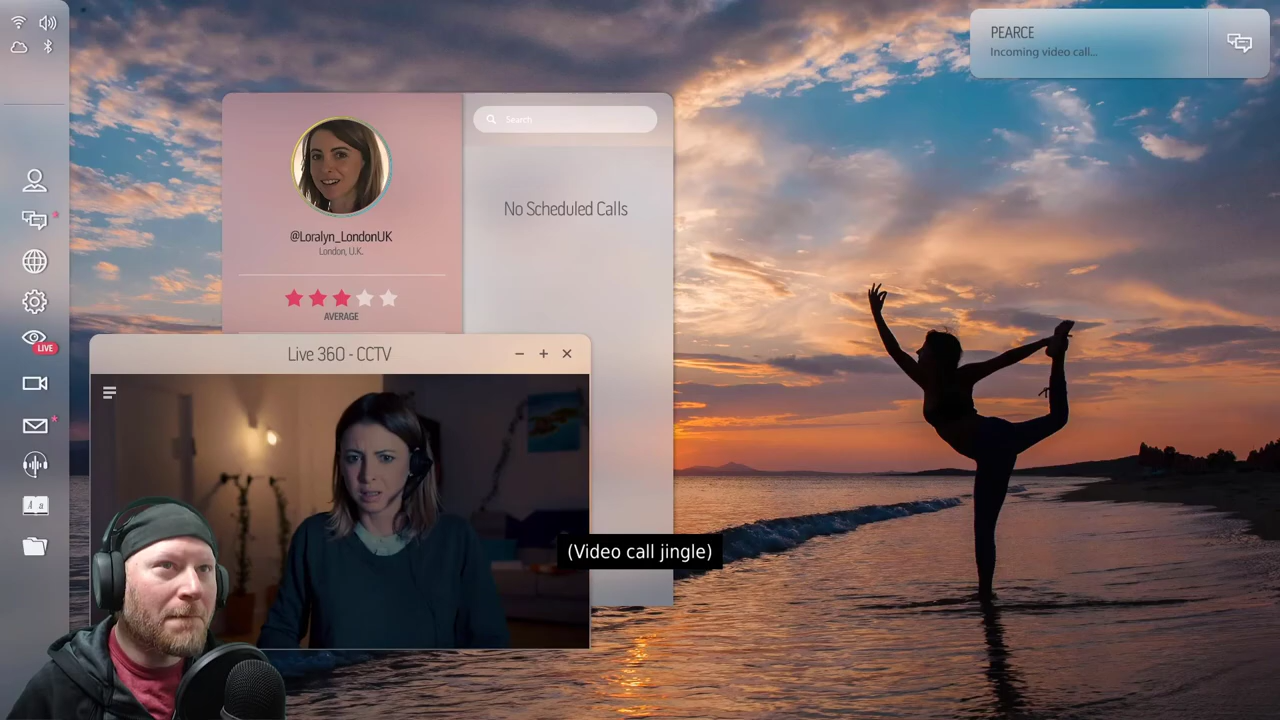 PEARCE
Incoming video call...
Search
No Scheduled Calls
@Loralyn_LondonUK
London, U.K.
AVERAGE
LIVE
Live 360 - CCTV
A a
(Video call jingle)